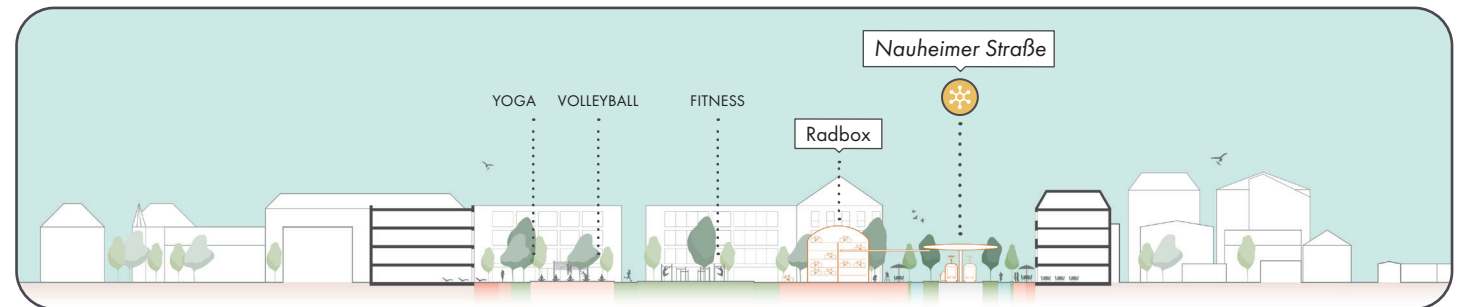 Nauheimer Straße
YOGA
VOLLEYBALL
FITNESS
Radbox